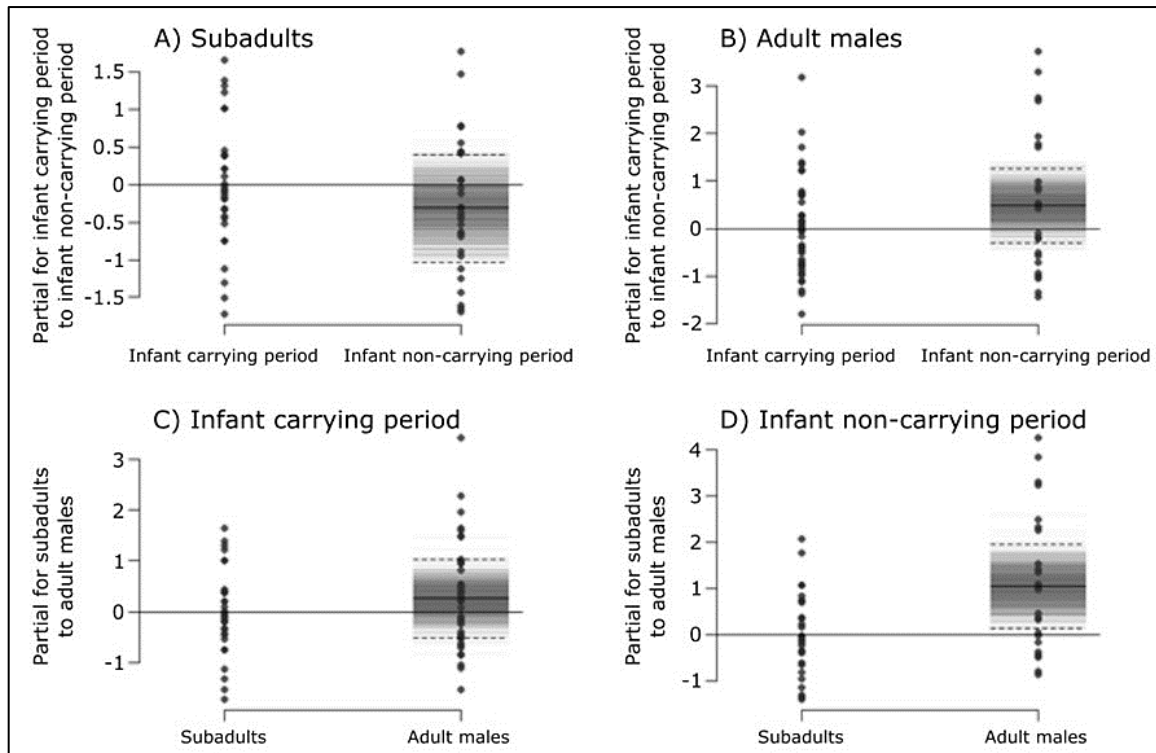 A) Subadults
Partial for infant carrying period
to infant non-carrying period
1.5
1
0.5
0
-0.5
-1
-1.5
Infant carrying period
Infant non-carrying period
B) Adult males
Partial for infant carrying period
to infant non-carrying period
3
2
1
0
-1
-2
Infant carrying period
Infant non-carrying period
C) Infant carrying period
Partial for subadults
to adult males
3
2
1
0
-1
Subadults
Adult males
D) Infant non-carrying period
Partial for subadults
to adult males
4
3
2
1
0
-1
Subadults
Adult males